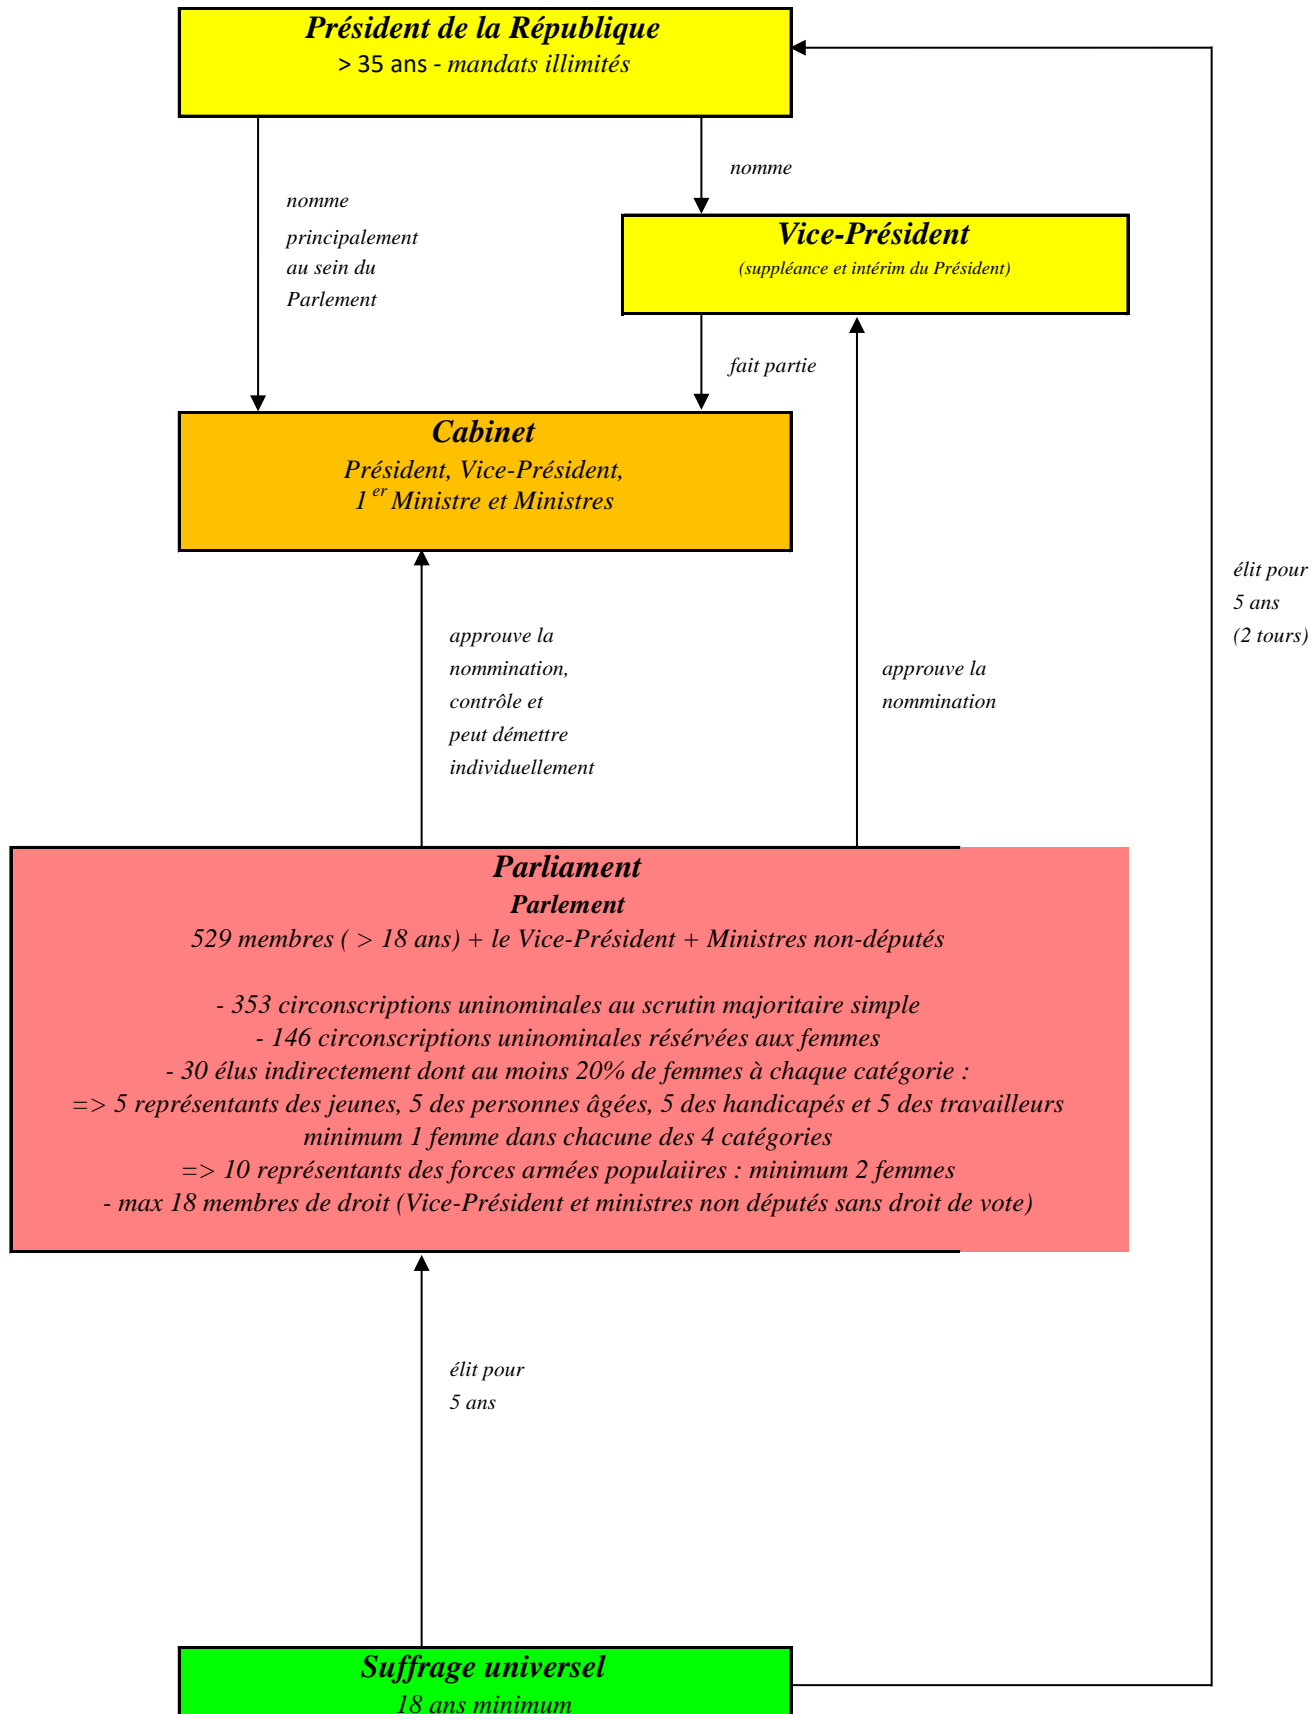 Président de la République
> 35 ans - mandats illimités
nomme
nomme
principalement
au sein du
Parlement
Vice-Président
(suppléance et intérim du Président)
fait partie
Cabinet
Président, Vice-Président,
1 er Ministre et Ministres
élit pour
5 ans
(2 tours)
approuve la
nommination,
contrôle et
peut démettre
individuellement
approuve la
nommination
Parliament
Parlement
529 membres ( > 18 ans) + le Vice-Président + Ministres non-députés
- 353 circonscriptions uninominales au scrutin majoritaire simple
- 146 circonscriptions uninominales résérvées aux femmes
- 30 élus indirectement dont au moins 20% de femmes à chaque catégorie :
=> 5 représentants des jeunes, 5 des personnes âgées, 5 des handicapés et 5 des travailleurs
minimum 1 femme dans chacune des 4 catégories
=> 10 représentants des forces armées populaiires : minimum 2 femmes
- max 18 membres de droit (Vice-Président et ministres non députés sans droit de vote)
élit pour
5 ans
Suffrage universel
18 ans minimum